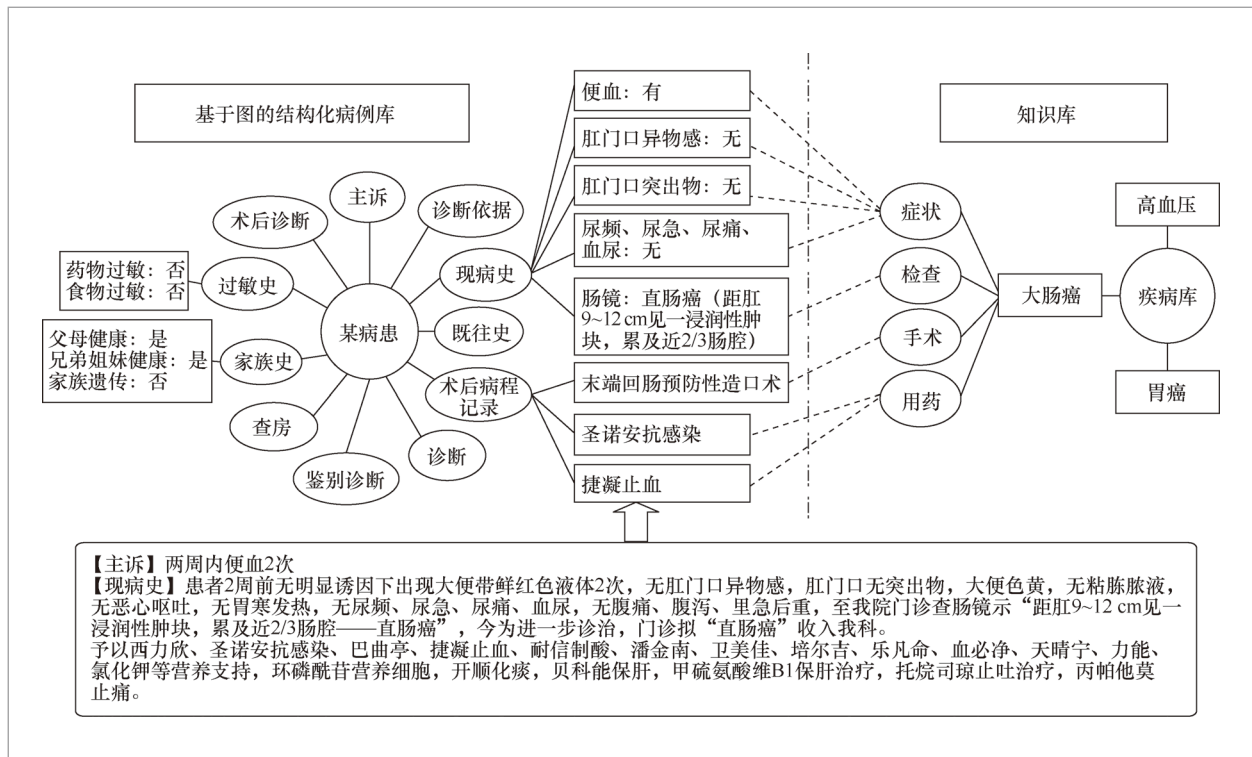 基于图的结构化病例库
知识库
便血：有
肛门口异物感：无
肛门口突出物：无
尿频、尿急、尿痛、
血尿：无
肠镜：直肠癌（距肛
9~12 cm见一浸润性肿
块，累及近2/3肠腔）
末端回肠预防性造口术
圣诺安抗感染
捷凝止血
主诉
诊断依据
术后诊断
现病史
过敏史
药物过敏：否
食物过敏：否
某病患
既往史
父母健康：是
兄弟姐妹健康：是
家族遗传：否
家族史
术后病程
记录
查房
诊断
鉴别诊断
症状
检查
手术
用药
大肠癌
高血压
疾病库
胃癌
【主诉】两周内便血2次
【现病史】患者2周前无明显诱因下出现大便带鲜红色液体2次，无肛门口异物感，肛门口无突出物，大便色黄，无粘胨脓液，
无恶心呕吐，无胃寒发热，无尿频、尿急、尿痛、血尿，无腹痛、腹泻、里急后重，至我院门诊查肠镜示“距肛9~12 cm见一
浸润性肿块，累及近2/3肠腔——直肠癌”，今为进一步诊治，门诊拟“直肠癌”收入我科。
予以西力欣、圣诺安抗感染、巴曲亭、捷凝止血、耐信制酸、潘金南、卫美佳、培尔吉、乐凡命、血必净、天晴宁、力能、
氯化钾等营养支持，环磷酰苷营养细胞，开顺化痰，贝科能保肝，甲硫氨酸维B1保肝治疗，托烷司琼止吐治疗，丙帕他莫
止痛。